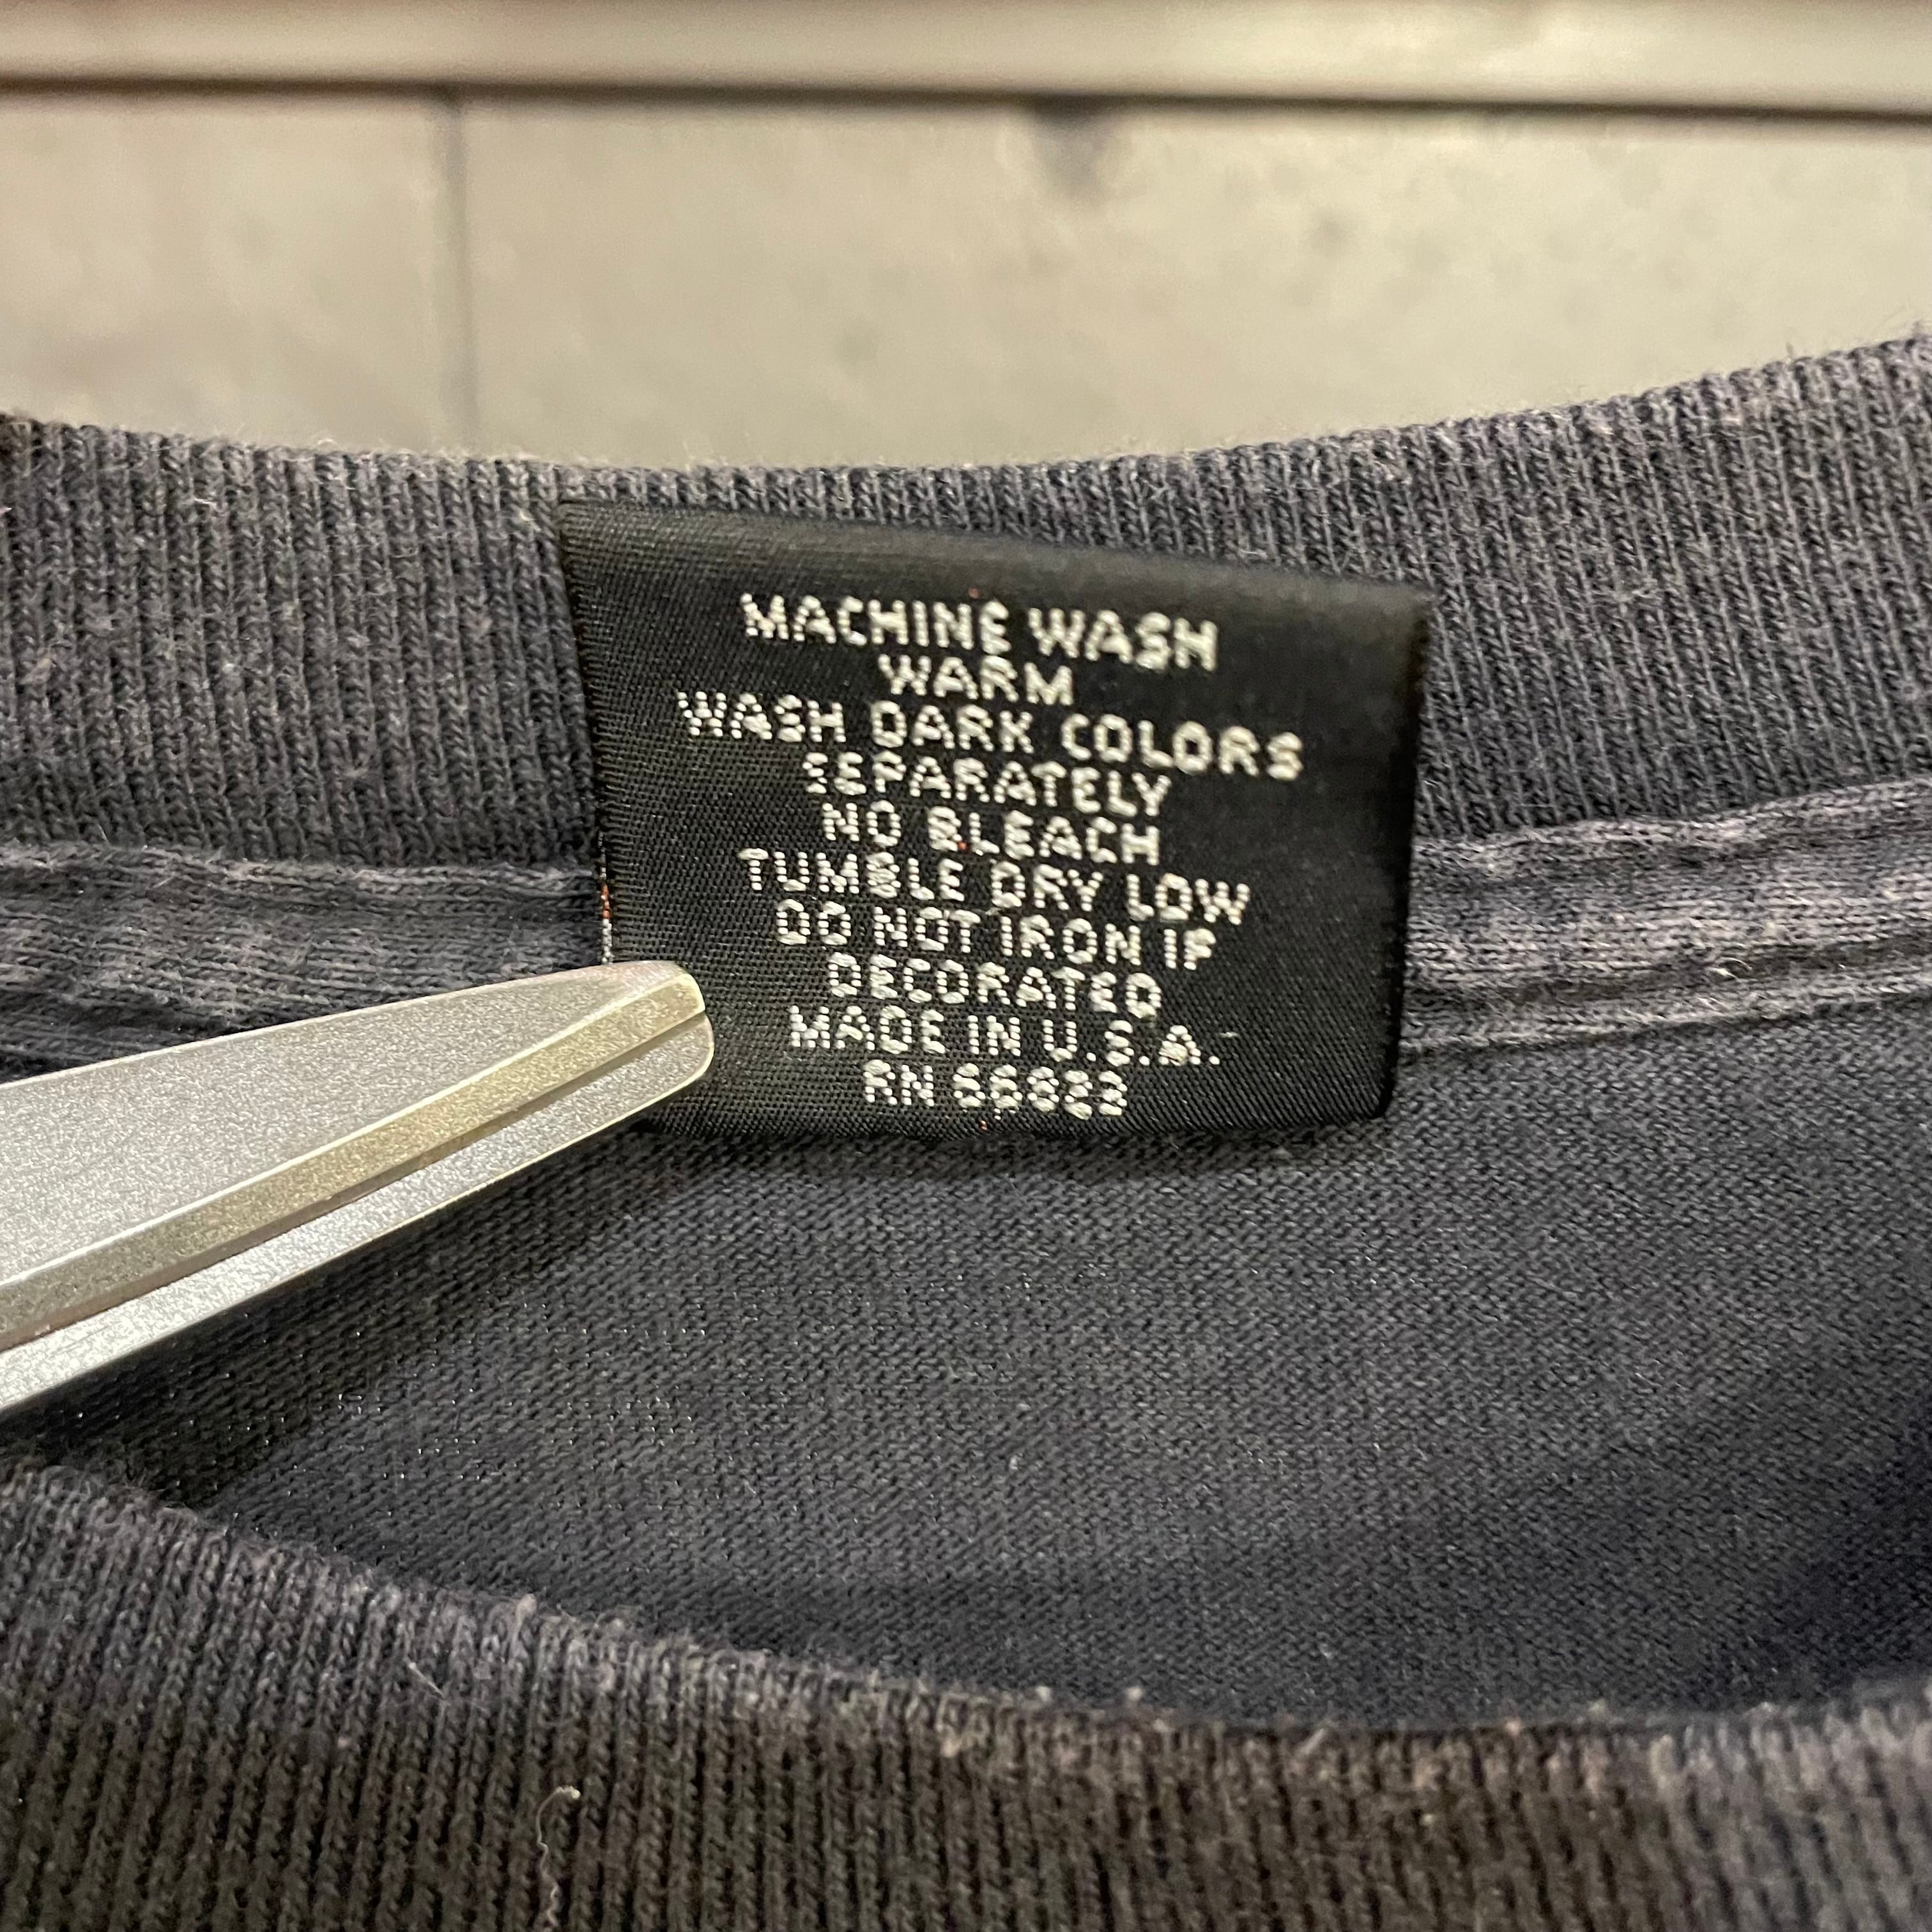 MACHINE WASH
WARM
WASH DARK COLORS
SEPARATELY
NO BLEACH
TUMBLE DRY LOW
DO NOT IRON IF
DECORATED
MADE IN U.S.A.
RN 66822